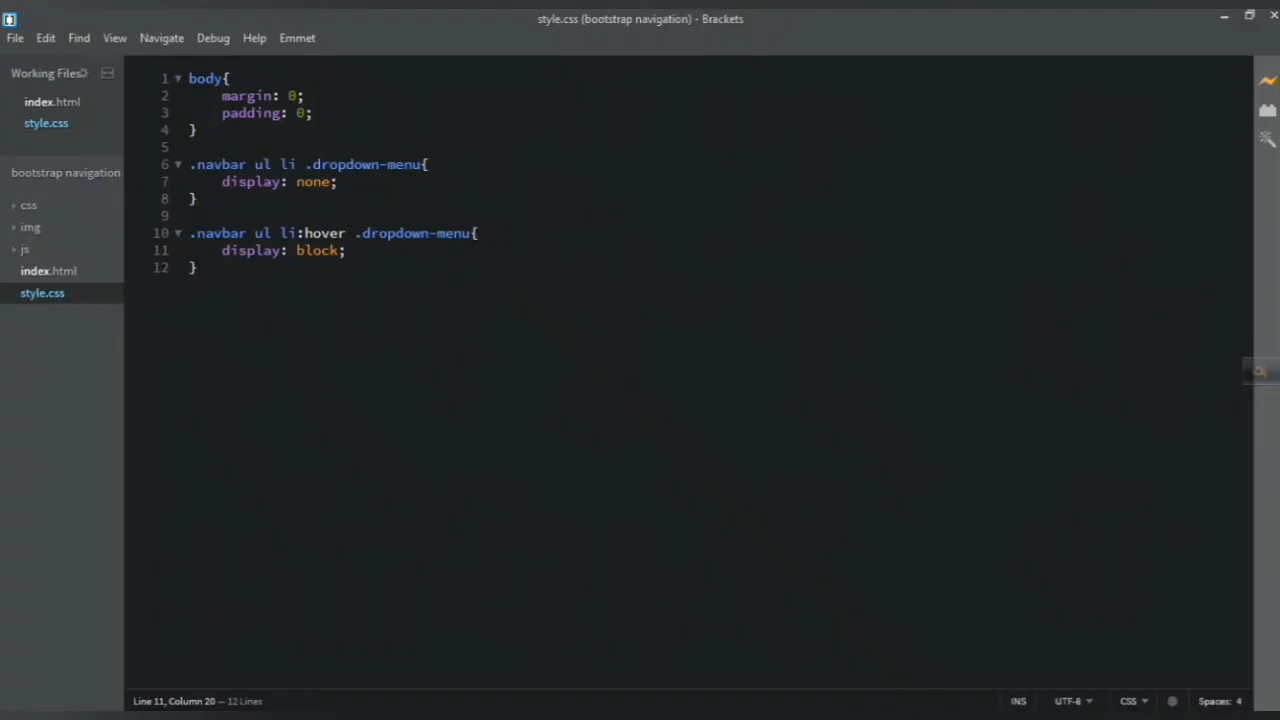 style.css (bootstrap navigation) - Brackets
File Edit Find View Navigate Debug Help Emmet
Working Files
index.html
style.css
bootstrap navigation
css
img
js
index.html
style.css
1 body{
2 margin: 0;
3 padding: 0;
4 }
5
6 .navbar ul li .dropdown-menu{
7 display: none;
8 }
9
10 .navbar ul li:hover .dropdown-menu{
11 display: block;
12 }
Line 11, Column 20 — 12 Lines
INS UTF-8 CSS Spaces: 4